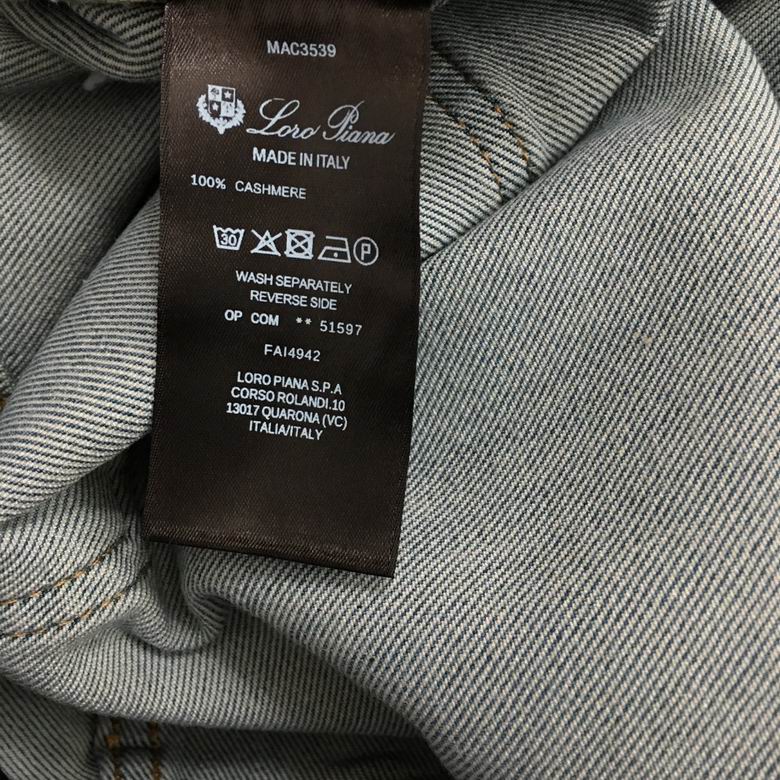 MAC3539
Loro Piana
MADE IN ITALY
100% CASHMERE
30 P
WASH SEPARATELY
REVERSE SIDE
OP COM ** 51597
FAI4942
LORO PIANA S.P.A
CORSO ROLANDI.10
13017 QUARONA (VC)
ITALIA/ITALY